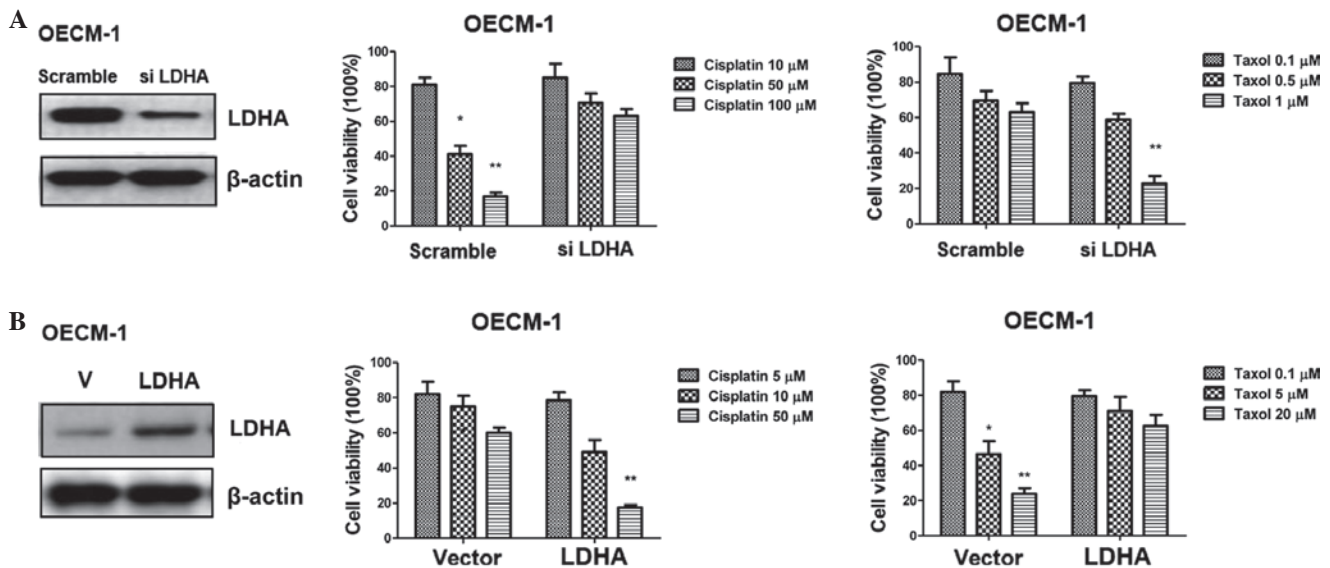 A
OECM-1
Scramble si LDHA
LDHA
β-actin
OECM-1
Cell viability (100%)
80
60
40
20
0
*
**
Scramble si LDHA
Cisplatin 10 μM
Cisplatin 50 μM
Cisplatin 100 μM
OECM-1
Cell viability (100%)
100
80
60
40
20
0
**
Scramble si LDHA
Taxol 0.1 μM
Taxol 0.5 μM
Taxol 1 μM
B
OECM-1
V LDHA
LDHA
β-actin
OECM-1
Cell viability (100%)
100
80
60
40
20
0
**
Vector LDHA
Cisplatin 5 μM
Cisplatin 10 μM
Cisplatin 50 μM
OECM-1
Cell viability (100%)
100
80
60
40
20
0
*
**
Vector LDHA
Taxol 0.1 μM
Taxol 5 μM
Taxol 20 μM